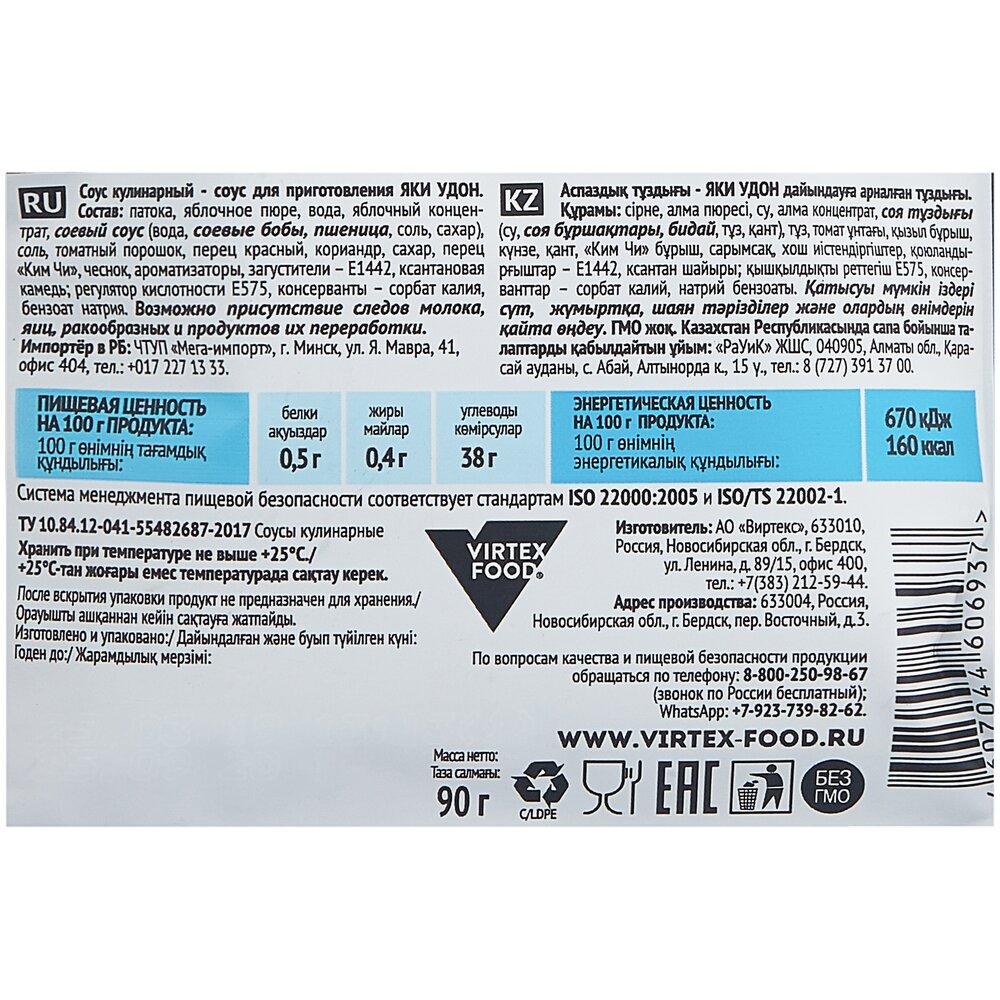 RU
Соус кулинарный - соус для приготовления ЯКИ УДОН.
Состав: патока, яблочное пюре, вода, яблочный концен-
трат, соевый соус (вода, соевые бобы, пшеница, соль, сахар),
соль, томатный порошок, перец красный, кориандр, сахар, перец
«Ким Чи», чеснок, ароматизаторы, загустители – Е1442, ксантановая
камедь; регулятор кислотности Е575, консерванты – сорбат калия,
бензоат натрия. Возможно присутствие следов молока,
яиц, ракообразных и продуктов их переработки.
Импортёр в РБ: ЧТУП «Мега-импорт», г. Минск, ул. Я. Мавра, 41,
офис 404, тел.: +017 227 13 33.
KZ
Аспаздық тұздығы - ЯКИ УДОН дайындауға арналған тұздығы.
Құрамы: сірне, алма пюресі, су, алма концентрат, соя тұздығы
(су, соя бұршақтары, бидай, тұз, қант), тұз, томат ұнтағы, қызыл бұрыш,
күнзе, қант, «Ким Чи» бұрыш, сарымсақ, хош иістендіргіштер, қоюланды-
рғыштар – Е1442, ксантан шайыры; қышқылдықты реттегіш Е575, консер-
ванттар – сорбат калий, натрий бензоаты. Қатысуы мүмкін іздері
сүт, жұмыртқа, шаян тәрізділер және олардың өнімдерін
қайта өңдеу. ГМО жоқ. Казахстан Республикасында сапа бойынша та-
лаптарды қабылдайтын ұйым: «РаУиК» ЖШС, 040905, Алматы обл., Қара-
сай ауданы, с. Абай, Алтынорда к., 15 ү., тел.: 8 (727) 391 37 00.
ПИЩЕВАЯ ЦЕННОСТЬ
НА 100 г ПРОДУКТА:
100 г өнімнің тағамдық
құндылығы:
белки
ақуыздар
0,5 г
жиры
майлар
0,4 г
углеводы
көмірсулар
38 г
ЭНЕРГЕТИЧЕСКАЯ ЦЕННОСТЬ
НА 100 г ПРОДУКТА:
100 г өнімнің
энергетикалық құндылығы:
670 кДж
160 ккал
Система менеджмента пищевой безопасности соответствует стандартам ISO 22000:2005 и ISO/TS 22002-1.
ТУ 10.84.12-041-55482687-2017 Соусы кулинарные
Хранить при температуре не выше +25°С./
+25°С-тан жоғары емес температурада сақтау керек.
После вскрытия упаковки продукт не предназначен для хранения./
Орауышты ашқаннан кейін сақтауға жатпайды.
Изготовлено и упаковано:/ Дайындалған және буып түйілген күні:
Годен до:/ Жарамдылық мерзімі:
VIRTEX
FOOD®
Изготовитель: АО «Виртекс», 633010,
Россия, Новосибирская обл., г. Бердск,
ул. Ленина, д. 89/15, офис 400,
тел.: +7(383) 212-59-44.
Адрес производства: 633004, Россия,
Новосибирская обл., г. Бердск, пер. Восточный, д.3.
По вопросам качества и пищевой безопасности продукции
обращаться по телефону: 8-800-250-98-67
(звонок по России бесплатный);
WhatsApp: +7-923-739-82-62.
WWW.VIRTEX-FOOD.RU
Масса нетто:
Таза салмағы:
90 г
C/LDPE
EAC
БЕЗ
ГМО
4607044606937>